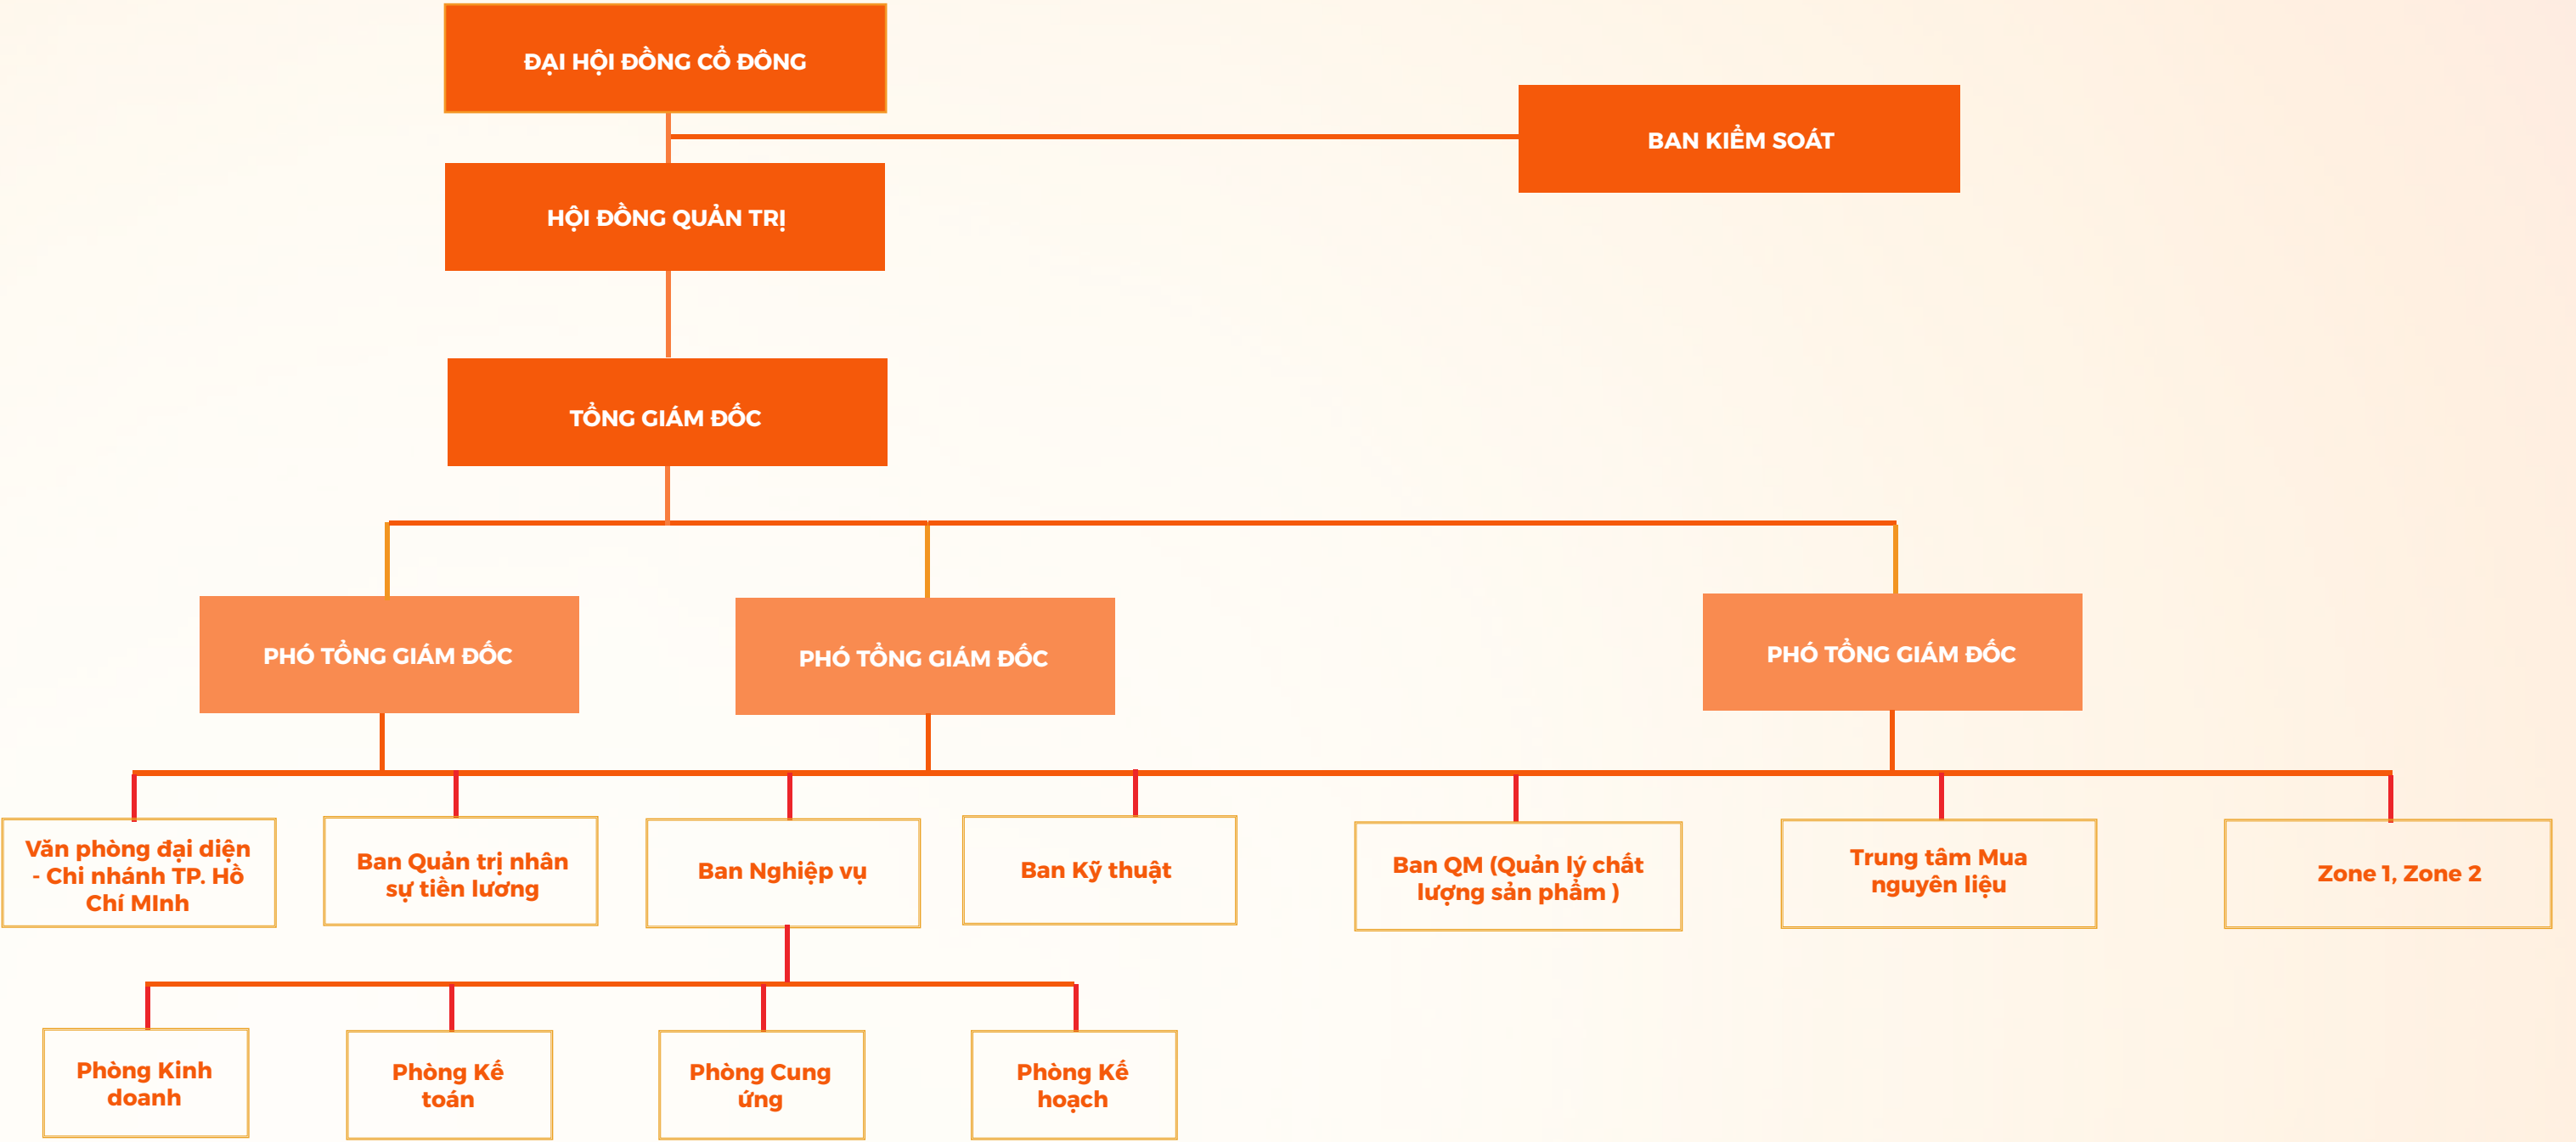 ĐẠI HỘI ĐỒNG CỔ ĐÔNG
BAN KIỂM SOÁT
HỘI ĐỒNG QUẢN TRỊ
TỔNG GIÁM ĐỐC
PHÓ TỔNG GIÁM ĐỐC
PHÓ TỔNG GIÁM ĐỐC
PHÓ TỔNG GIÁM ĐỐC
Văn phòng đại diện
- Chi nhánh TP. Hồ
Chí MInh
Ban Quản trị nhân
sự tiền lương
Ban Nghiệp vụ
Ban Kỹ thuật
Ban QM (Quản lý chất
lượng sản phẩm )
Trung tâm Mua
nguyên liệu
Zone 1, Zone 2
Phòng Kinh
doanh
Phòng Kế
toán
Phòng Cung
ứng
Phòng Kế
hoạch